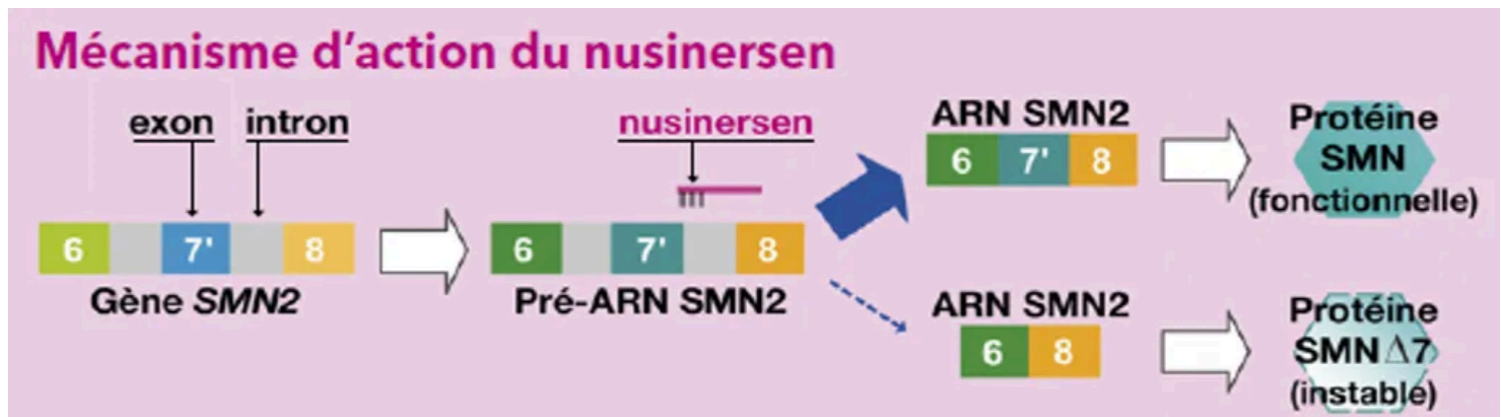 Mécanisme d'action du nusinersen
exon intron
nusinersen
6 7' 8
Gène SMN2
6 7' 8
Pré-ARN SMN2
ARN SMN2
6 7' 8
Protéine
SMN
(fonctionnelle)
ARN SMN2
6 8
Protéine
SMN Δ7
(instable)